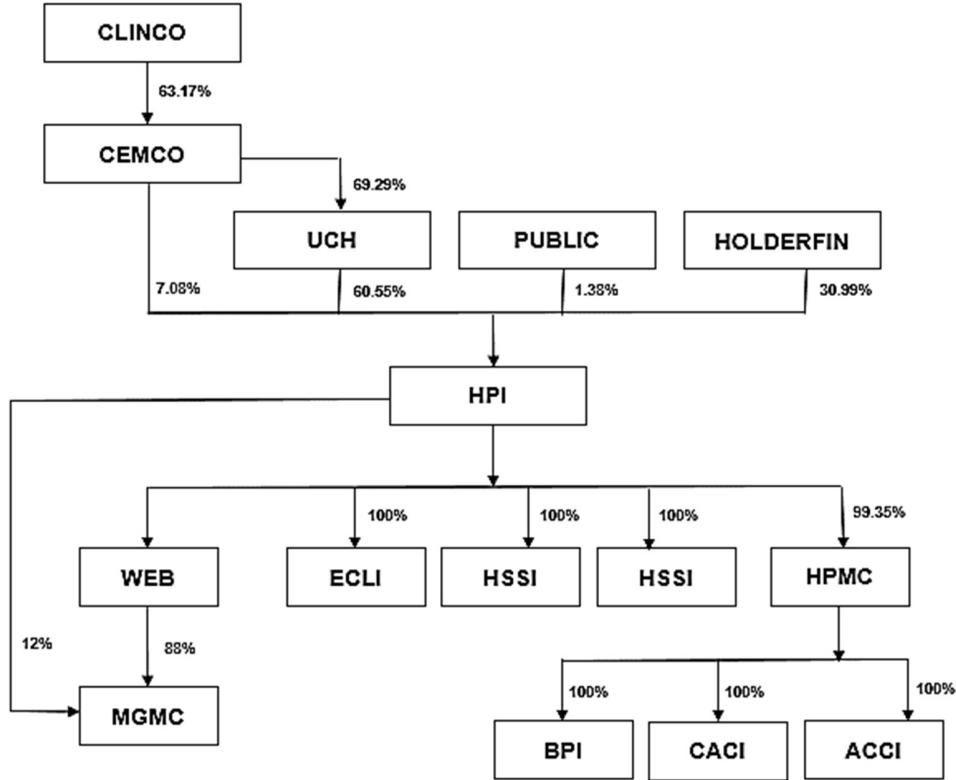 CLINCO
63.17%
CEMCO
69.29%
UCH
PUBLIC
HOLDERFIN
7.08%
60.55%
1.38%
30.99%
HPI
100%
100%
100%
99.35%
WEB
ECLI
HSSI
HSSI
HPMC
12%
88%
MGMC
100%
100%
100%
BPI
CACI
ACCI